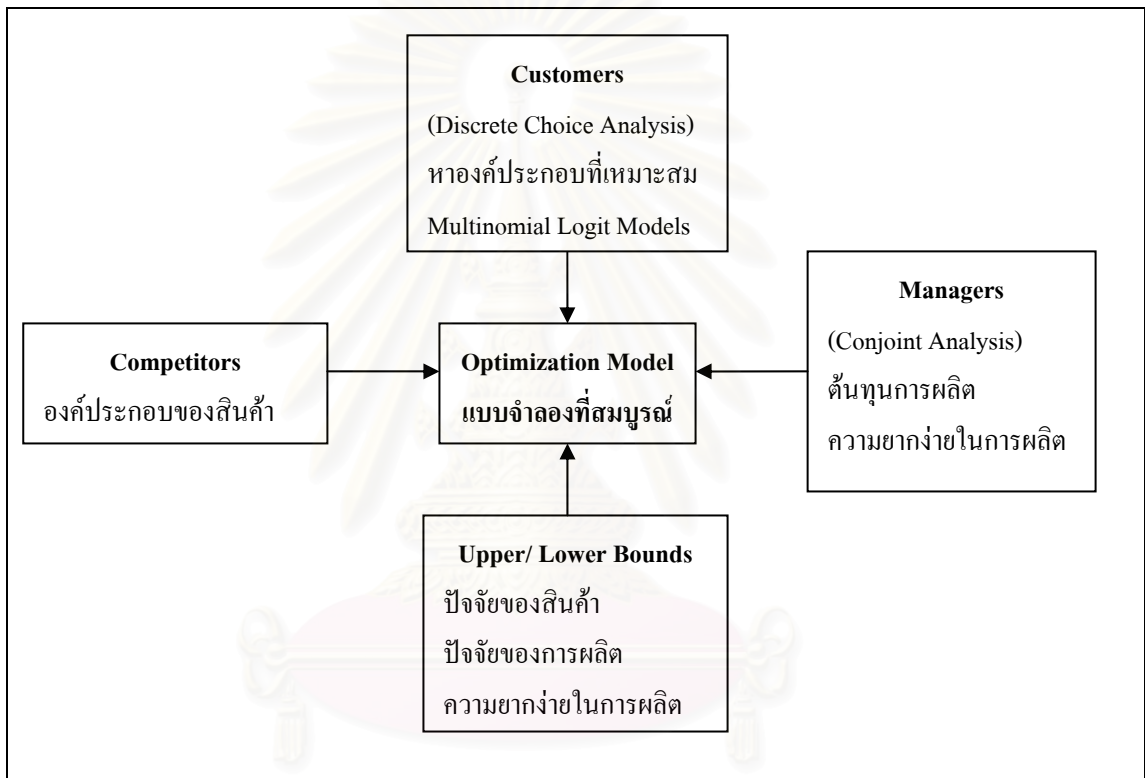 Customers
(Discrete Choice Analysis)
หาองค์ประกอบที่เหมาะสม
Multinomial Logit Models
Managers
(Conjoint Analysis)
ต้นทุนการผลิต
ความยากง่ายในการผลิต
Competitors
องค์ประกอบของสินค้า
Optimization Model
แบบจำลองที่สมบูรณ์
Upper/ Lower Bounds
ปัจจัยของสินค้า
ปัจจัยของการผลิต
ความยากง่ายในการผลิต